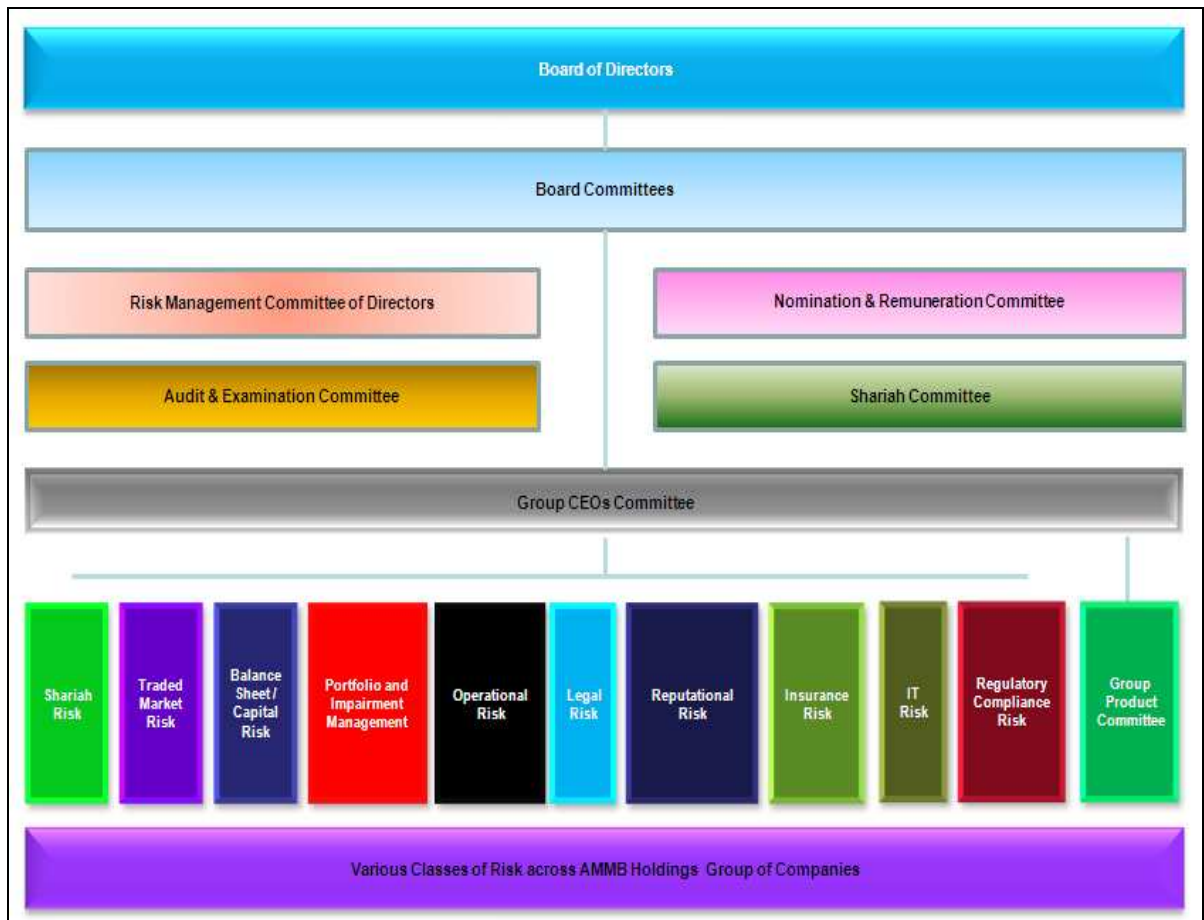 Board of Directors
Board Committees
Risk Management Committee of Directors
Nomination & Remuneration Committee
Audit & Examination Committee
Shariah Committee
Group CEOs Committee
Shariah
Risk
Traded
Market
Risk
Balance
Sheet /
Capital
Risk
Portfolio and
Impairment
Management
Operational
Risk
Legal
Risk
Reputational
Risk
Insurance
Risk
IT
Risk
Regulatory
Compliance
Risk
Group
Product
Committee
Various Classes of Risk across AMMB Holdings Group of Companies